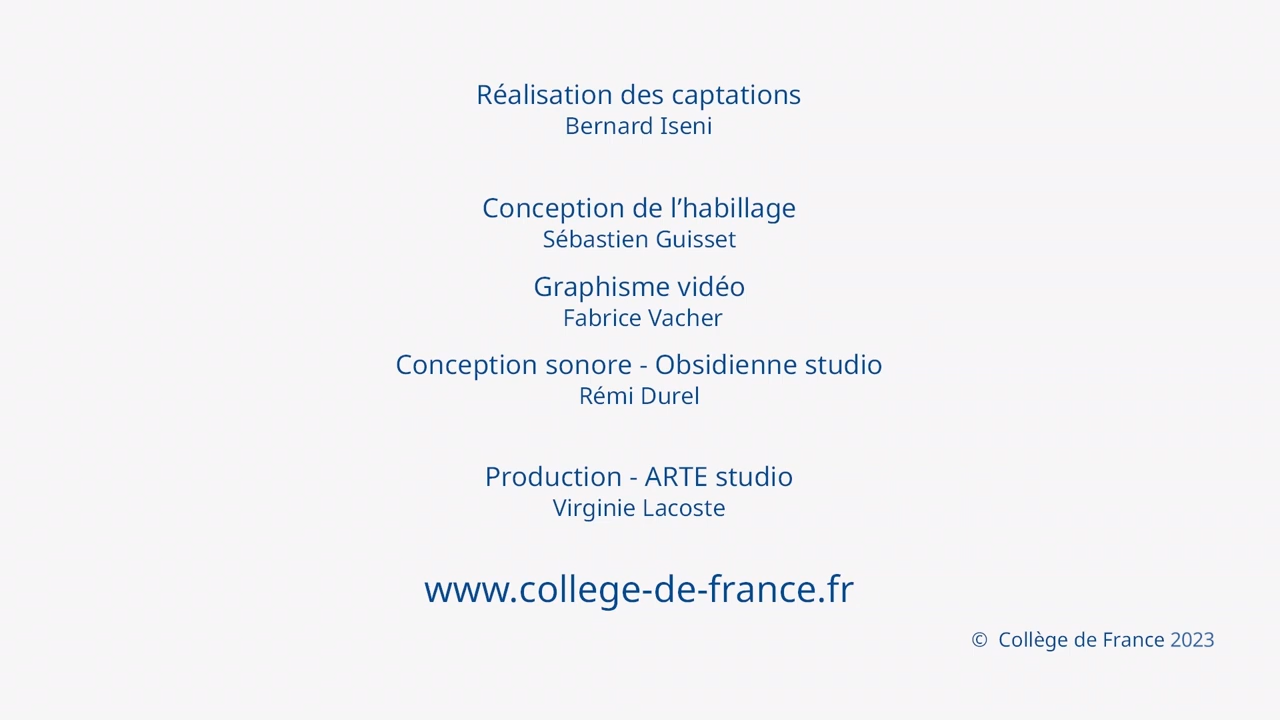 Réalisation des captations
Bernard Iseni
Conception de l’habillage
Sébastien Guisset
Graphisme vidéo
Fabrice Vacher
Conception sonore - Obsidienne studio
Rémi Durel
Production - ARTE studio
Virginie Lacoste
www.college-de-france.fr
© Collège de France 2023